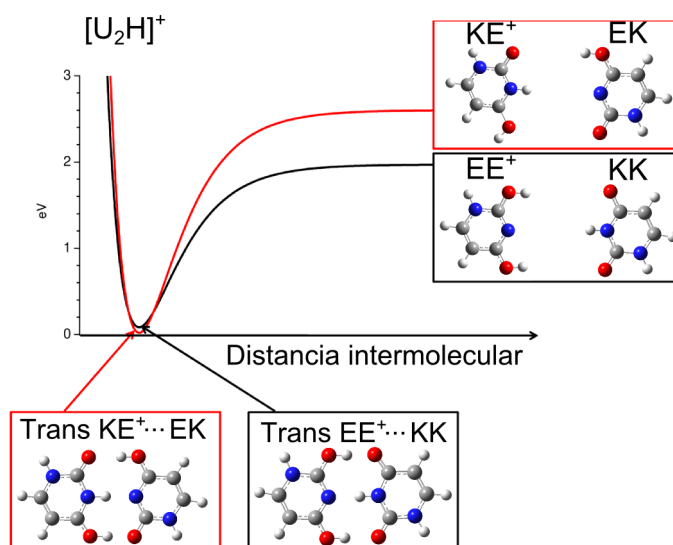 [U₂H]⁺
KE⁺ EK
EE⁺ KK
3
2
1
0
eV
Distancia intermolecular
Trans KE⁺···EK
Trans EE⁺···KK